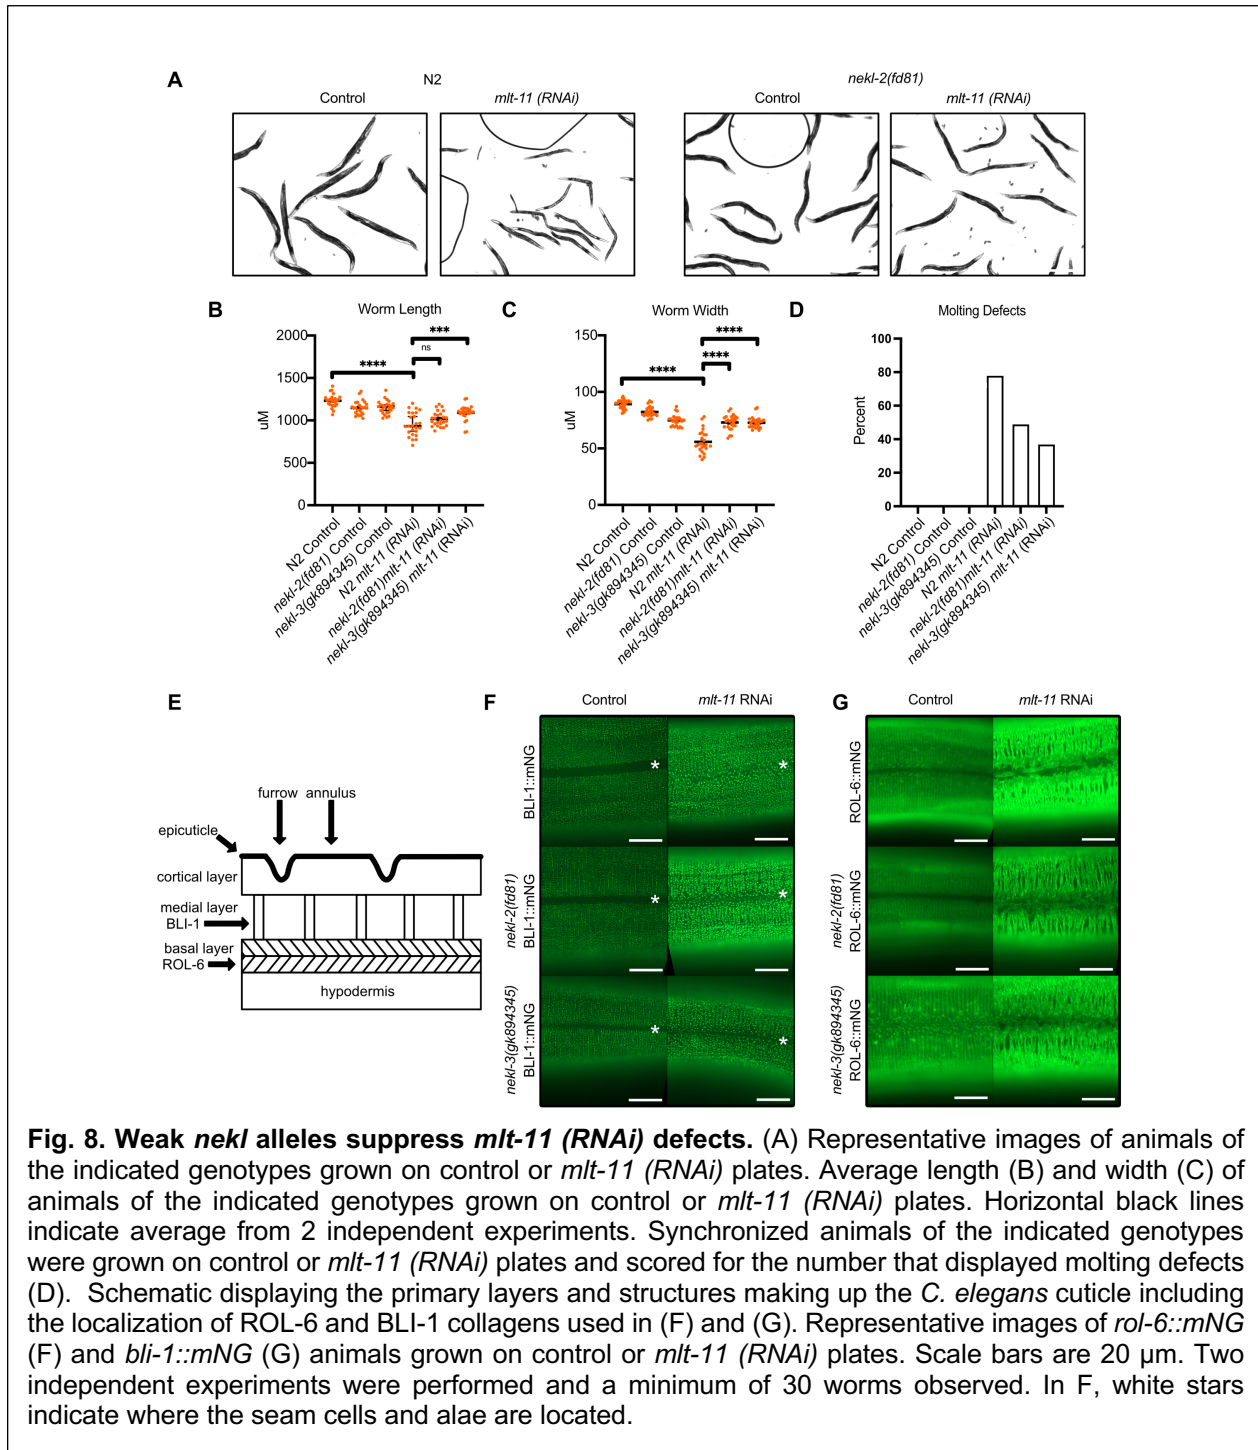 A
N2
nekl-2(fd81)
Control
mlt-11 (RNAi)
Control
mlt-11 (RNAi)
B
Worm Length
2000
1500
1000
500
0
uM
****
ns
***
N2 Control
nekl-2(fd81) Control
nekl-3(gk894345) Control
N2 mlt-11 (RNAi)
nekl-2(fd81)mlt-11 (RNAi)
nekl-3(gk894345) mlt-11 (RNAi)
C
Worm Width
150
100
50
0
uM
****
****
****
N2 Control
nekl-2(fd81) Control
nekl-3(gk894345) Control
N2 mlt-11 (RNAi)
nekl-2(fd81)mlt-11 (RNAi)
nekl-3(gk894345) mlt-11 (RNAi)
D
Molting Defects
100
80
60
40
20
0
Percent
N2 Control
nekl-2(fd81) Control
nekl-3(gk894345) Control
N2 mlt-11 (RNAi)
nekl-2(fd81)mlt-11 (RNAi)
nekl-3(gk894345) mlt-11 (RNAi)
E
furrow annulus
epicuticle
cortical layer
medial layer
BLI-1
basal layer
ROL-6
hypodermis
F
Control
mlt-11 RNAi
BLI-1::mNG
*
*
nekl-2(fd81)
BLI-1::mNG
*
*
nekl-3(gk894345)
BLI-1::mNG
*
*
G
Control
mlt-11 RNAi
ROL-6::mNG
nekl-2(fd81)
ROL-6::mNG
nekl-3(gk894345)
ROL-6::mNG
Fig. 8. Weak nekl alleles suppress mlt-11 (RNAi) defects. (A) Representative images of animals of
the indicated genotypes grown on control or mlt-11 (RNAi) plates. Average length (B) and width (C) of
animals of the indicated genotypes grown on control or mlt-11 (RNAi) plates. Horizontal black lines
indicate average from 2 independent experiments. Synchronized animals of the indicated genotypes
were grown on control or mlt-11 (RNAi) plates and scored for the number that displayed molting defects
(D). Schematic displaying the primary layers and structures making up the C. elegans cuticle including
the localization of ROL-6 and BLI-1 collagens used in (F) and (G). Representative images of rol-6::mNG
(F) and bli-1::mNG (G) animals grown on control or mlt-11 (RNAi) plates. Scale bars are 20 µm. Two
independent experiments were performed and a minimum of 30 worms observed. In F, white stars
indicate where the seam cells and alae are located.